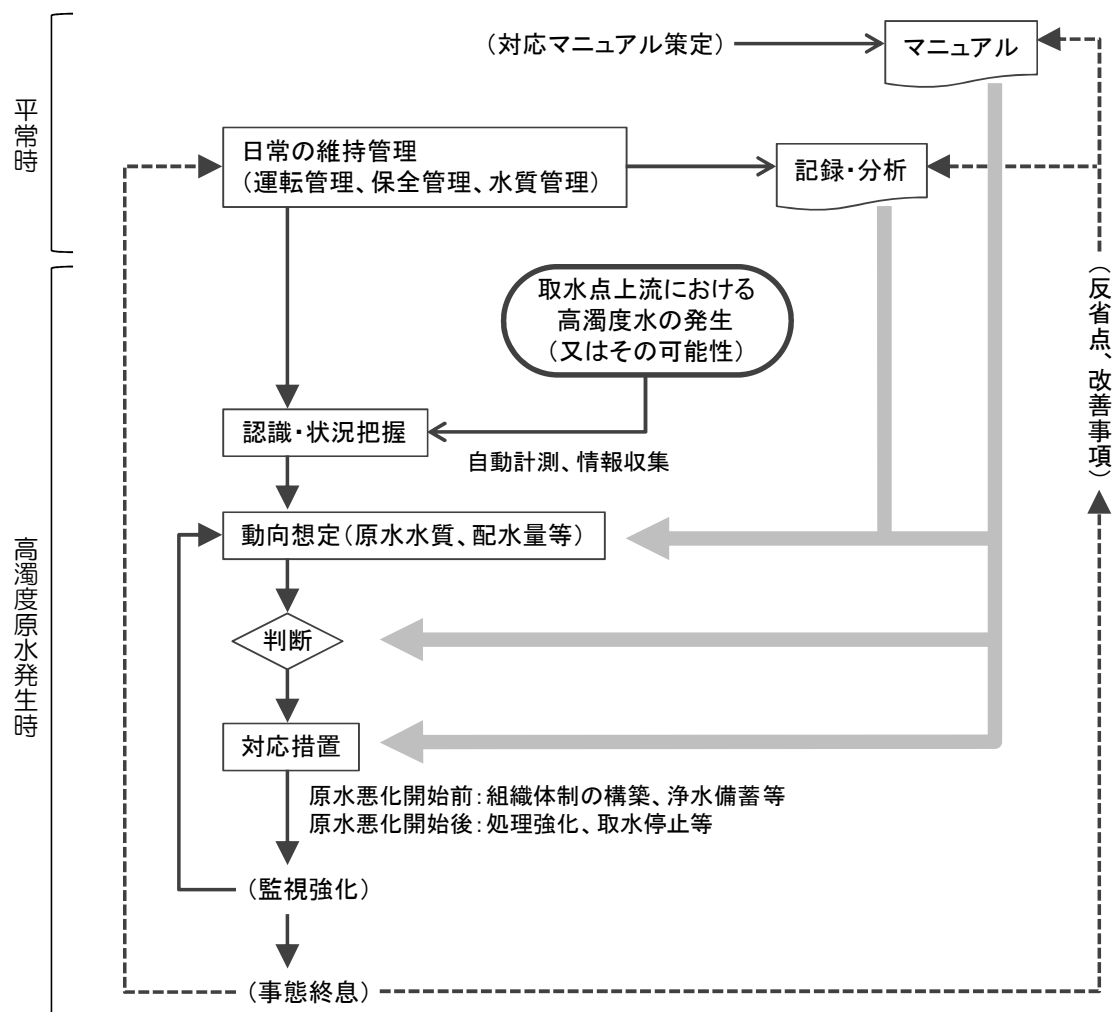 平常時
(対応マニュアル策定)
マニュアル
日常の維持管理
(運転管理、保全管理、水質管理)
記録・分析
高濁度原水発生時
取水点上流における
高濁度水の発生
(又はその可能性)
(反省点、改善事項)
認識・状況把握
自動計測、情報収集
動向想定(原水水質、配水量等)
判断
対応措置
原水悪化開始前:組織体制の構築、浄水備蓄等
原水悪化開始後:処理強化、取水停止等
(監視強化)
(事態終息)